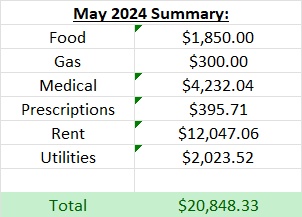 May 2024 Summary:
Food $1,850.00
Gas $300.00
Medical $4,232.04
Prescriptions $395.71
Rent $12,047.06
Utilities $2,023.52
Total $20,848.33